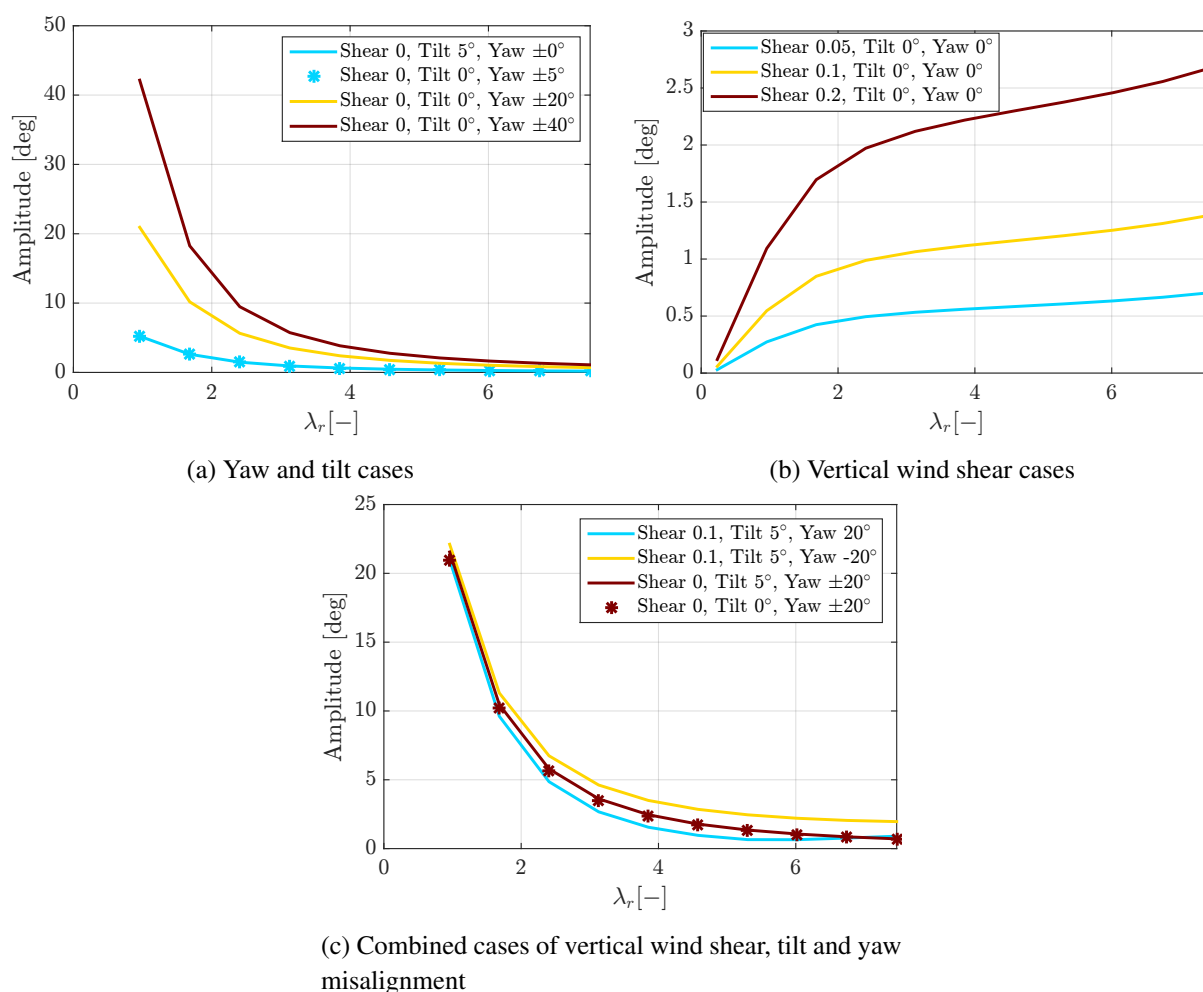 50
40
30
20
10
0
Amplitude [deg]
Shear 0, Tilt 5°, Yaw ±0°
Shear 0, Tilt 0°, Yaw ±5°
Shear 0, Tilt 0°, Yaw ±20°
Shear 0, Tilt 0°, Yaw ±40°
2 4 6
λr[−]
(a) Yaw and tilt cases
3
2.5
2
1.5
1
0.5
0
Amplitude [deg]
Shear 0.05, Tilt 0°, Yaw 0°
Shear 0.1, Tilt 0°, Yaw 0°
Shear 0.2, Tilt 0°, Yaw 0°
0 2 4 6
λr[−]
(b) Vertical wind shear cases
25
20
15
10
5
0
Amplitude [deg]
Shear 0.1, Tilt 5°, Yaw 20°
Shear 0.1, Tilt 5°, Yaw -20°
Shear 0, Tilt 5°, Yaw ±20°
Shear 0, Tilt 0°, Yaw ±20°
0 2 4 6
λr[−]
(c) Combined cases of vertical wind shear, tilt and yaw
misalignment